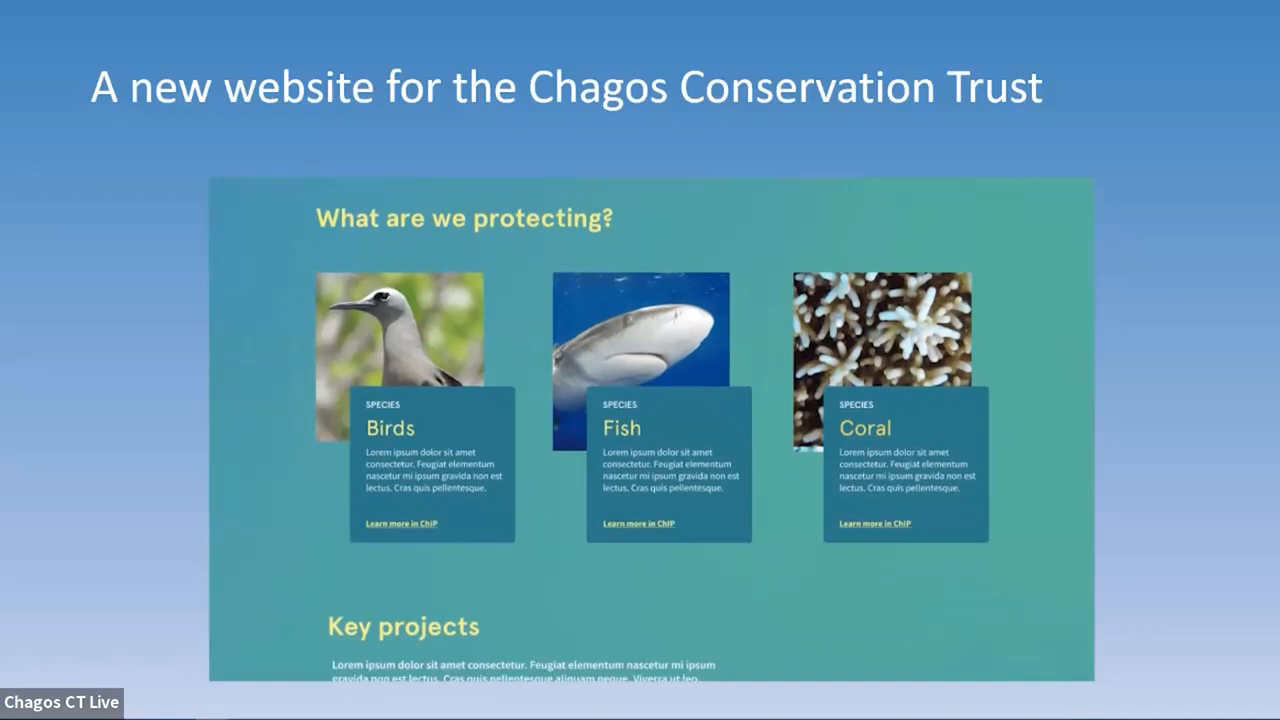 A new website for the Chagos Conservation Trust
What are we protecting?
SPECIES
Birds
Lorem ipsum dolor sit amet
consectetur. Feugiat elementum
nascetur mi ipsum gravida non est
lectus. Cras quis pellentesque.
Learn more in ChIP
SPECIES
Fish
Lorem ipsum dolor sit amet
consectetur. Feugiat elementum
nascetur mi ipsum gravida non est
lectus. Cras quis pellentesque.
Learn more in ChIP
SPECIES
Coral
Lorem ipsum dolor sit amet
consectetur. Feugiat elementum
nascetur mi ipsum gravida non est
lectus. Cras quis pellentesque.
Learn more in ChIP
Key projects
Lorem ipsum dolor sit amet consectetur. Feugiat elementum nascetur mi ipsum
gravida non est lectus. Cras quis pellentesque aliquam neque. Viverra ut leo
Chagos CT Live